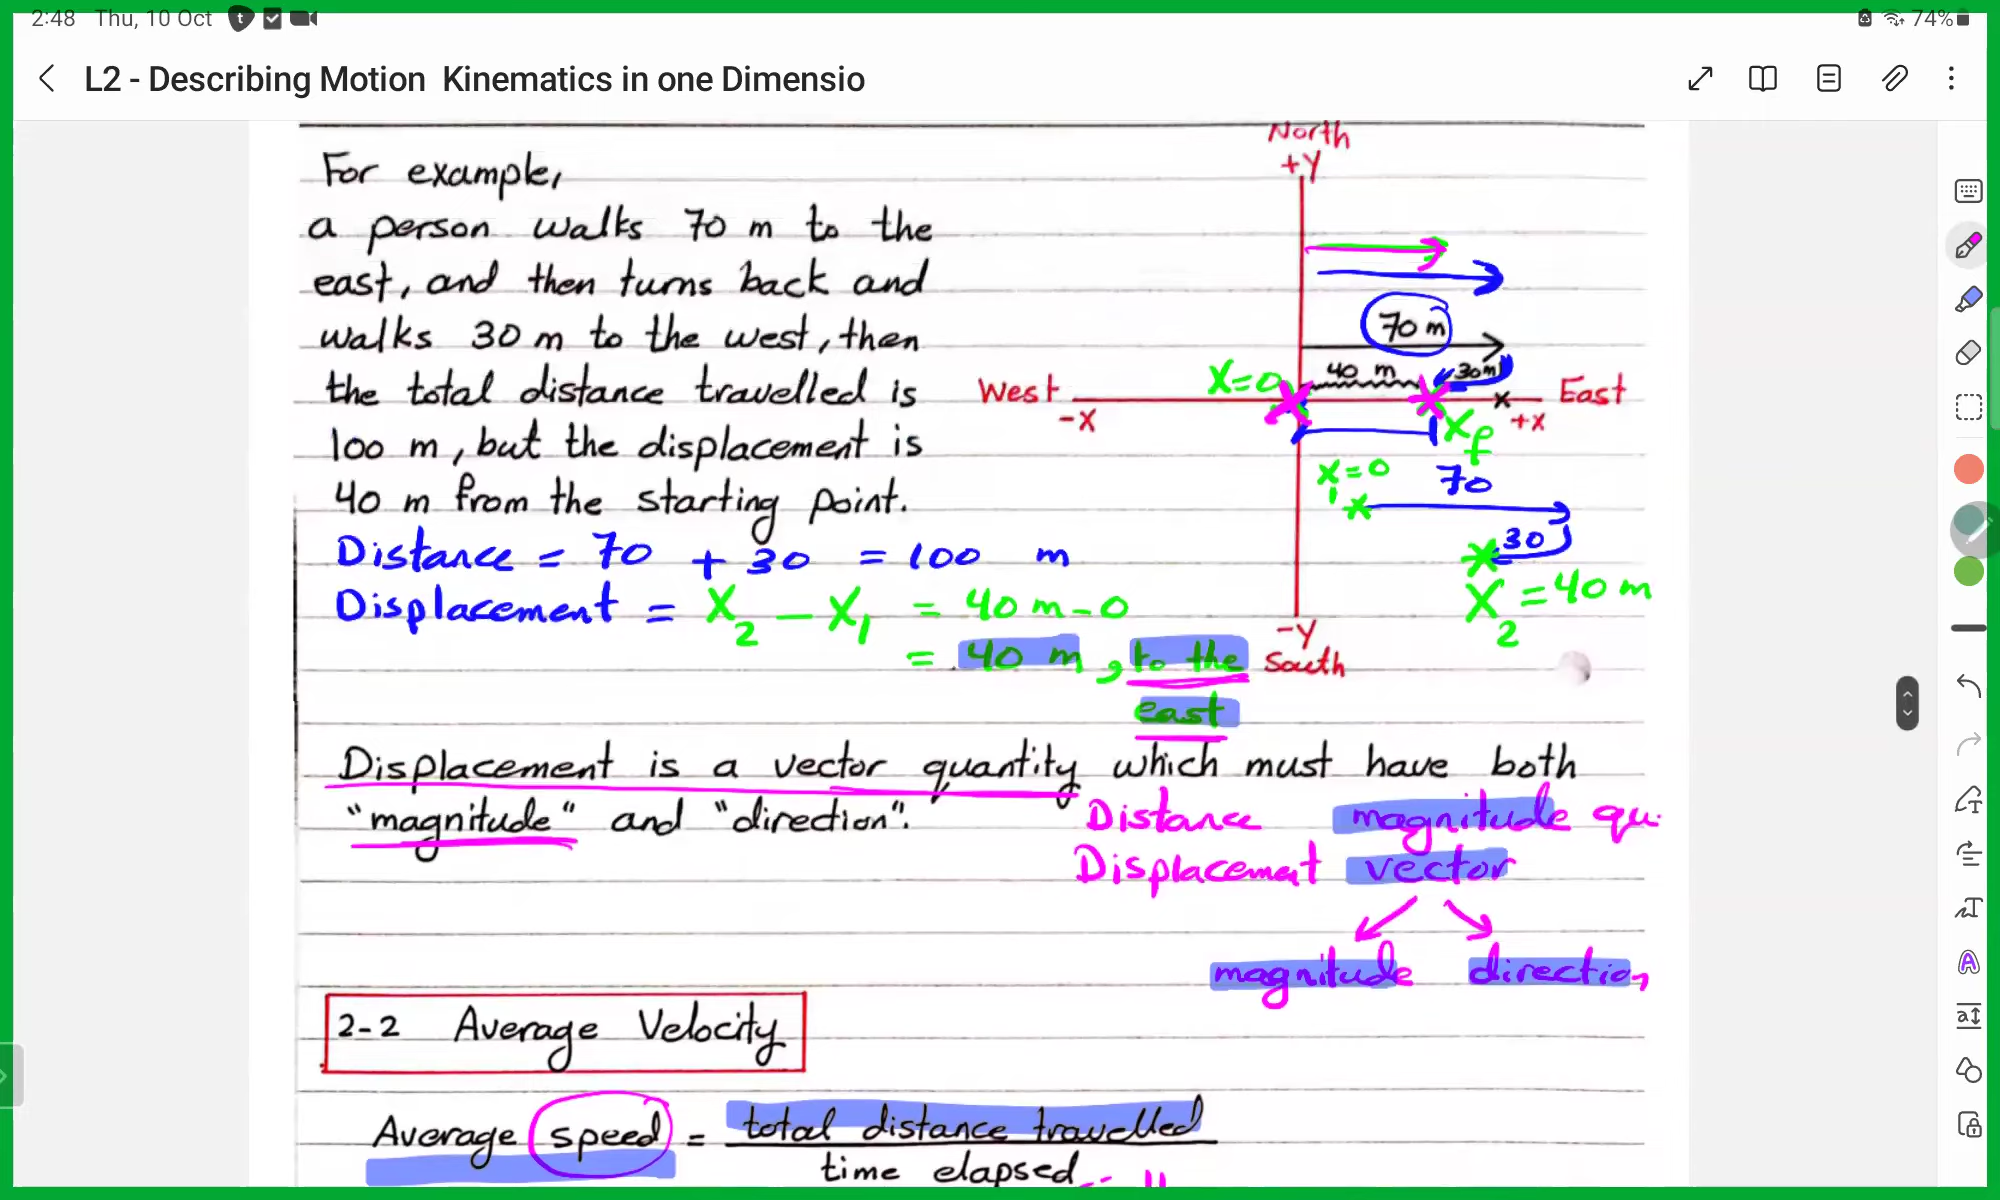 2:48 Thu, 10 Oct
74%
L2 - Describing Motion Kinematics in one Dimensio
For example,
a person walks 70 m to the
east, and then turns back and
walks 30 m to the west, then
the total distance travelled is
100 m, but the displacement is
40 m from the starting point.
North
+Y
70 m
40 m
30m
X=0
West
East
-X
+X
Xf
X1=0
70
30
X2 = 40 m
-Y
South
Distance = 70 + 30 = 100 m
Displacement = X2 - X1 = 40 m - 0
= 40 m, to the
east
Displacement is a vector quantity which must have both
"magnitude" and "direction".
Distance magnitude qu.
Displacement vector
magnitude direction
2-2 Average Velocity
Average speed = total distance travelled
time elapsed